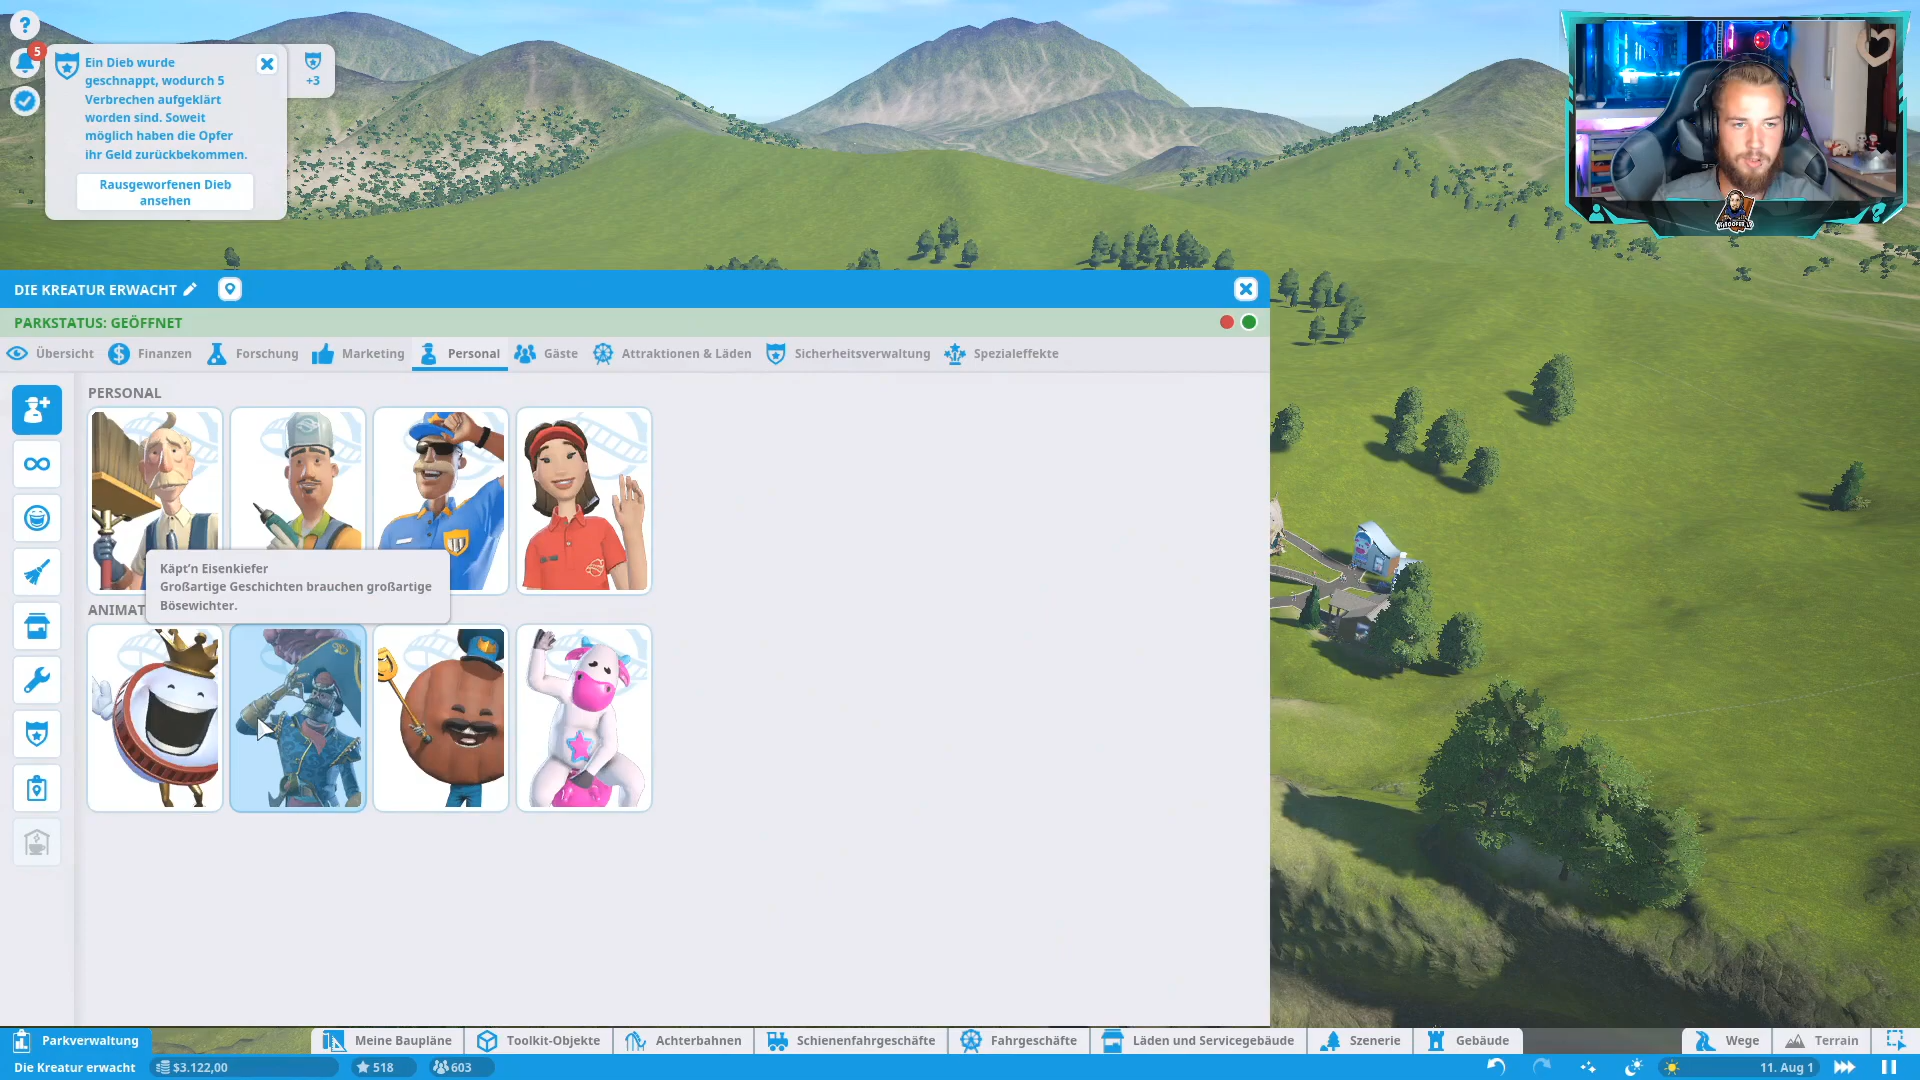 ?
5
Ein Dieb wurde
geschnappt, wodurch 5
Verbrechen aufgeklärt
worden sind. Soweit
möglich haben die Opfer
ihr Geld zurückbekommen.
Rausgeworfenen Dieb
ansehen
+3
DIE KREATUR ERWACHT
PARKSTATUS: GEÖFFNET
Übersicht
Finanzen
Forschung
Marketing
Personal
Gäste
Attraktionen & Läden
Sicherheitsverwaltung
Spezialeffekte
PERSONAL
Käpt'n Eisenkiefer
Großartige Geschichten brauchen großartige
Bösewichter.
ANIMAT
Parkverwaltung
Meine Baupläne
Toolkit-Objekte
Achterbahnen
Schienenfahrgeschäfte
Fahrgeschäfte
Läden und Servicegebäude
Szenerie
Gebäude
Wege
Terrain
Die Kreatur erwacht
$3.122,00
518
603
11. Aug 1